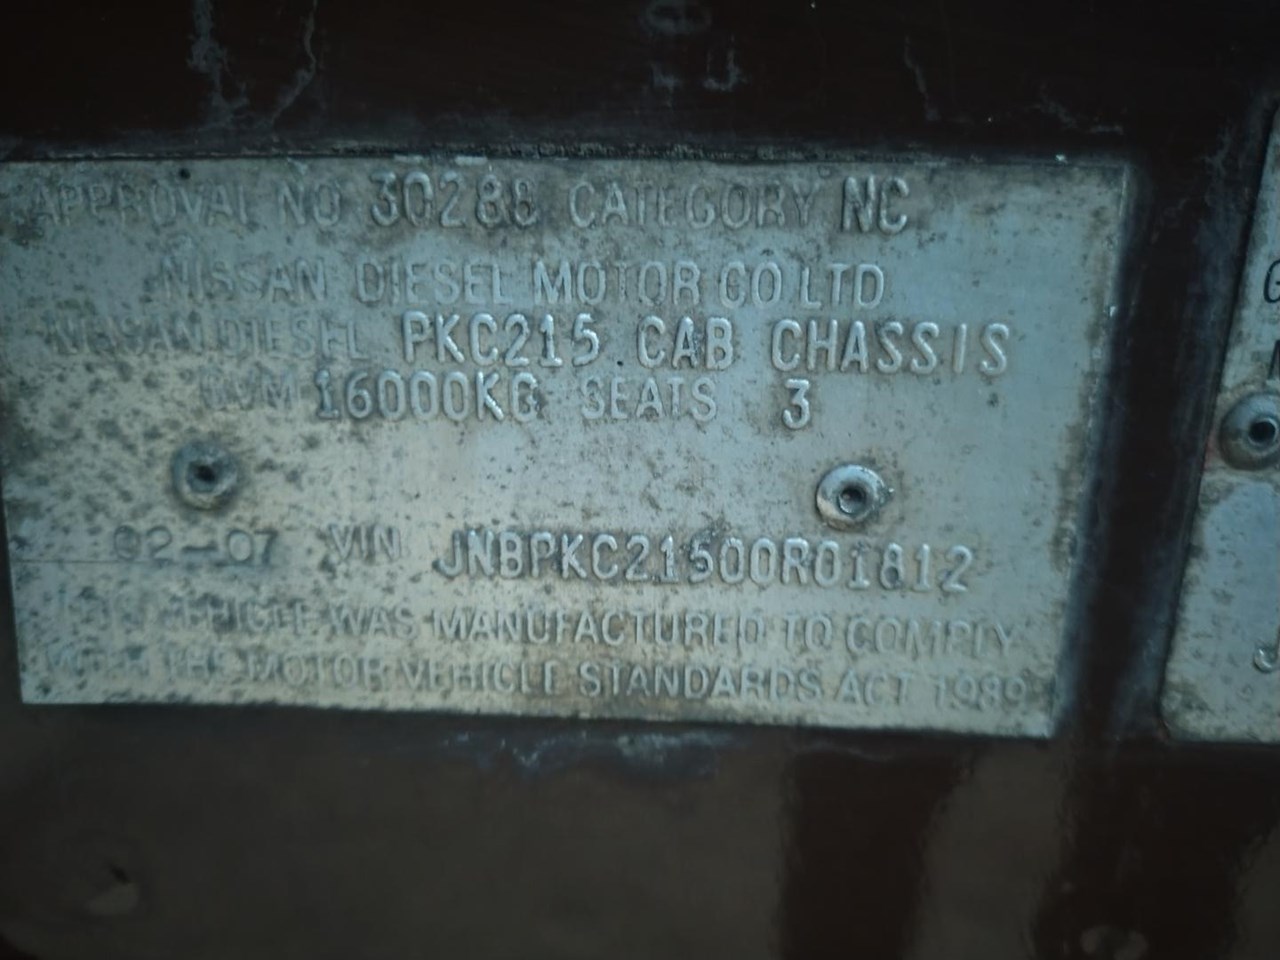 APPROVAL NO 30288 CATEGORY NC
NISSAN DIESEL MOTOR CO LTD
NISSAN DIESEL PKC215 CAB CHASSIS
GVM 16000KG SEATS 3
02-07 VIN JNBPKC21500R01812
THIS VEHICLE WAS MANUFACTURED TO COMPLY
WITH THE MOTOR VEHICLE STANDARDS ACT 1989